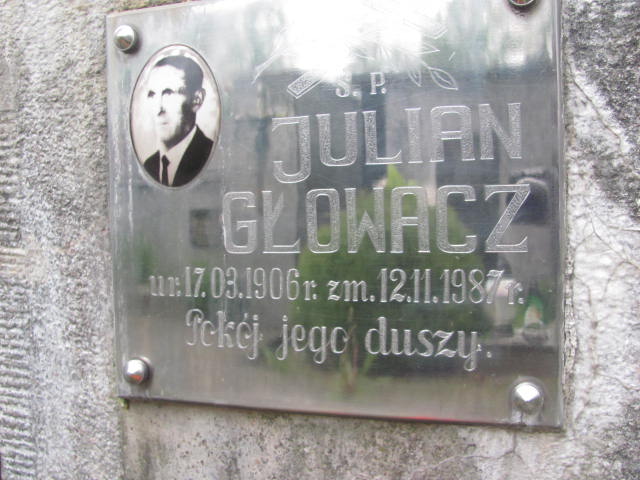 Ś. P.
JULIAN
GŁOWACZ
ur. 17.03.1906 r. zm. 12.11.1987 r.
Pokój jego duszy.